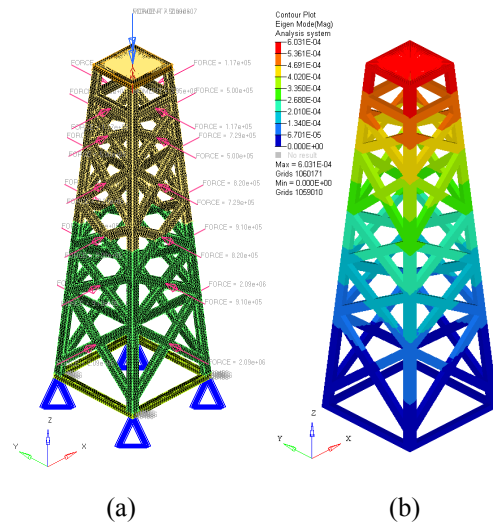 FORCE = 1.17e+05
FORCE = 5.00e+05
FORCE = 1.17e+05
FORCE = 7.29e+05
FORCE = 5.00e+05
FORCE = 8.20e+05
FORCE = 7.29e+05
FORCE = 9.10e+05
FORCE = 8.20e+05
FORCE = 2.09e+06
FORCE = 9.10e+05
FORCE = 2.09e+06
Z
Y
X
(a)
Contour Plot
Eigen Mode(Mag)
Analysis system
6.031E-04
5.361E-04
4.691E-04
4.020E-04
3.350E-04
2.680E-04
2.010E-04
1.340E-04
6.701E-05
0.000E+00
No result
Max = 6.031E-04
Grids 1060171
Min = 0.000E+00
Grids 1059010
Z
Y
X
(b)